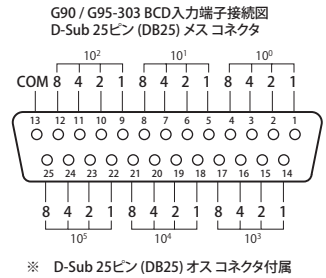 G90 / G95-303 BCD入力端子接続図
D-Sub 25ピン (DB25) メス コネクタ
10² 10¹ 10⁰
COM 8 4 2 1 8 4 2 1 8 4 2 1
13 12 11 10 9 8 7 6 5 4 3 2 1
25 24 23 22 21 20 19 18 17 16 15 14
8 4 2 1 8 4 2 1 8 4 2 1
10⁵ 10⁴ 10³
※ D-Sub 25ピン (DB25) オス コネクタ付属